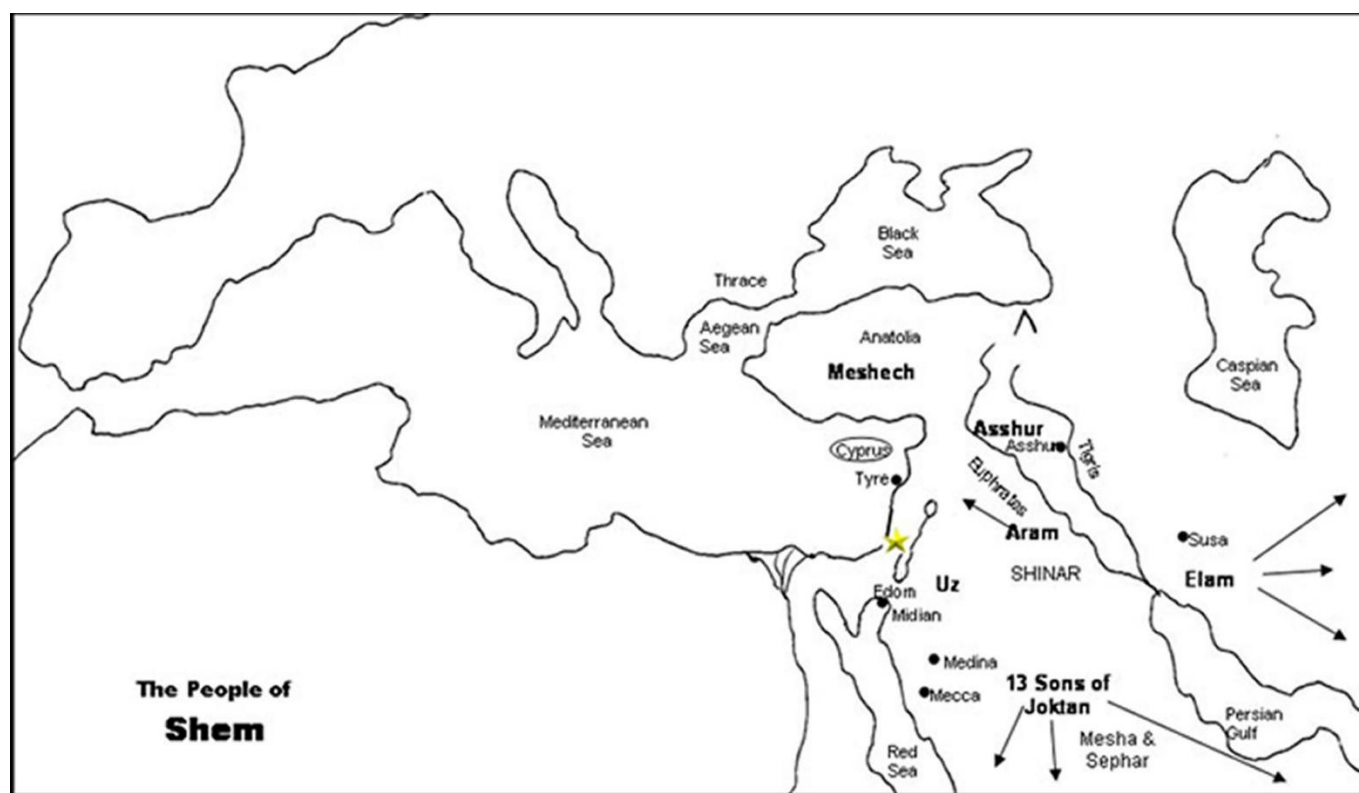 Black
Sea
Thrace
Aegean
Sea
Anatolia
Meshech
Caspian
Sea
Mediterranean
Sea
Cyprus
Tyre
Asshur
Asshur
Tigris
Euphrates
Aram
SHINAR
Susa
Elam
Uz
Edom
Midian
Medina
Mecca
13 Sons of
Joktan
Mesha &
Sephar
Persian
Gulf
Red
Sea
The People of
Shem